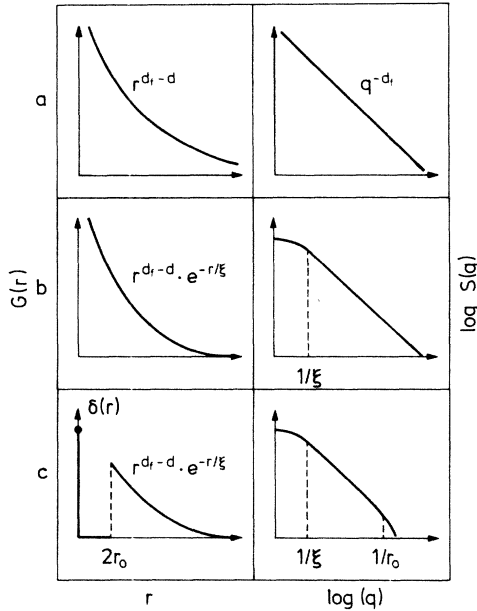 a
r^{d_f-d}
q^{-d_f}
G(r)
b
r^{d_f-d} · e^{-r/ξ}
log S(q)
1/ξ
c
δ(r)
r^{d_f-d} · e^{-r/ξ}
2r_0
1/ξ
1/r_0
r
log (q)